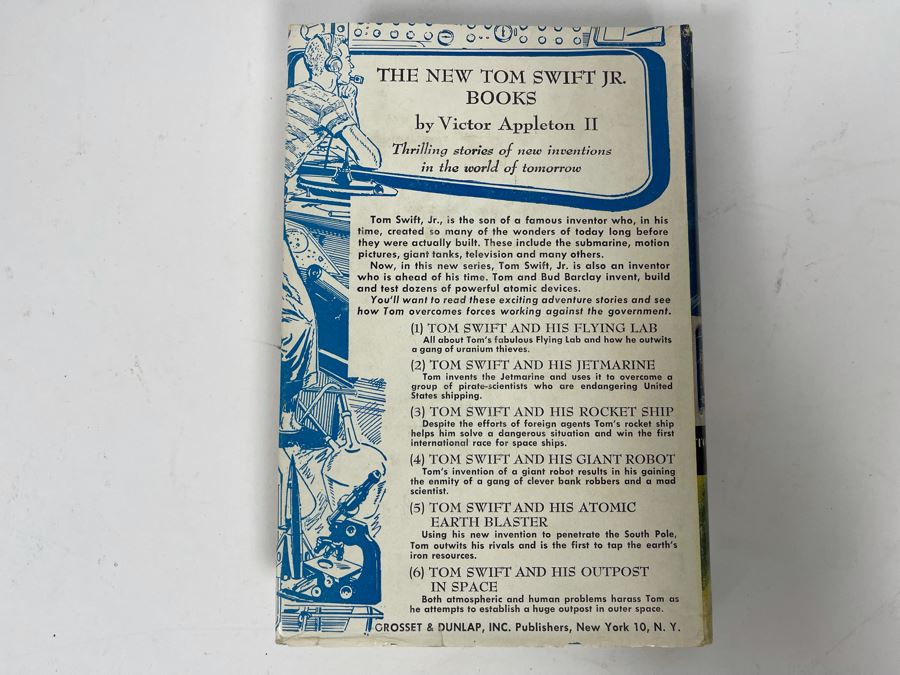 THE NEW TOM SWIFT JR.
BOOKS
by Victor Appleton II
Thrilling stories of new inventions
in the world of tomorrow
Tom Swift, Jr., is the son of a famous inventor who, in his
time, created so many of the wonders of today long before
they were actually built. These include the submarine, motion
pictures, giant tanks, television and many others.
Now, in this new series, Tom Swift, Jr. is also an inventor
who is ahead of his time. Tom and Bud Barclay invent, build
and test dozens of powerful atomic devices.
You'll want to read these exciting adventure stories and see
how Tom overcomes forces working against the government.
(1) TOM SWIFT AND HIS FLYING LAB
All about Tom's fabulous Flying Lab and how he outwits
a gang of uranium thieves.
(2) TOM SWIFT AND HIS JETMARINE
Tom invents the Jetmarine and uses it to overcome a
group of pirate-scientists who are endangering United
States shipping.
(3) TOM SWIFT AND HIS ROCKET SHIP
Despite the efforts of foreign agents Tom's rocket ship
helps him solve a dangerous situation and win the first
international race for space ships.
(4) TOM SWIFT AND HIS GIANT ROBOT
Tom's invention of a giant robot results in his gaining
the enmity of a gang of clever bank robbers and a mad
scientist.
(5) TOM SWIFT AND HIS ATOMIC
EARTH BLASTER
Using his new invention to penetrate the South Pole,
Tom outwits his rivals and is the first to tap the earth's
iron resources.
(6) TOM SWIFT AND HIS OUTPOST
IN SPACE
Both atmospheric and human problems harass Tom as
he attempts to establish a huge outpost in outer space.
GROSSET & DUNLAP, INC. Publishers, New York 10, N. Y.